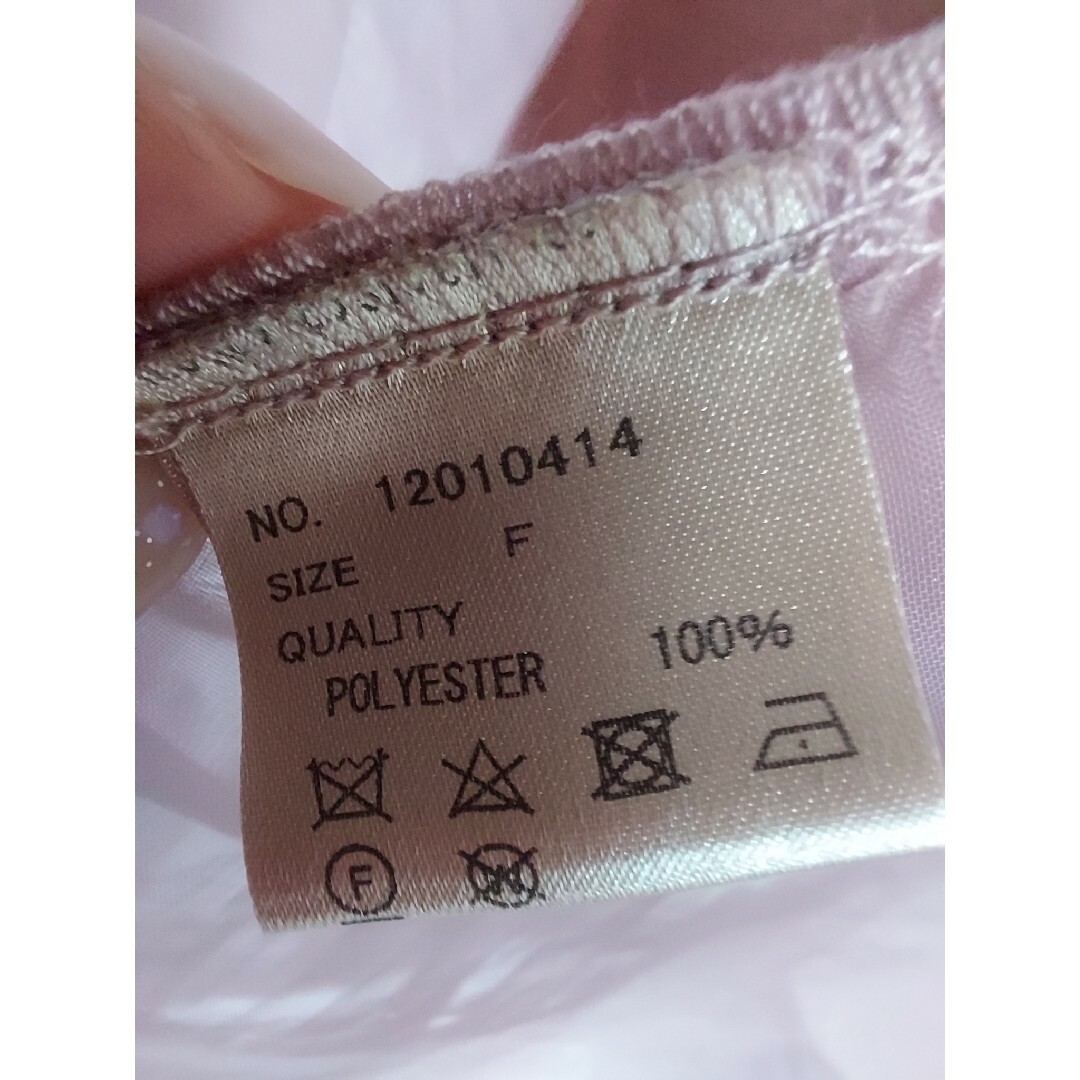 NO. 12010414
SIZE F
QUALITY
POLYESTER 100%
F
W